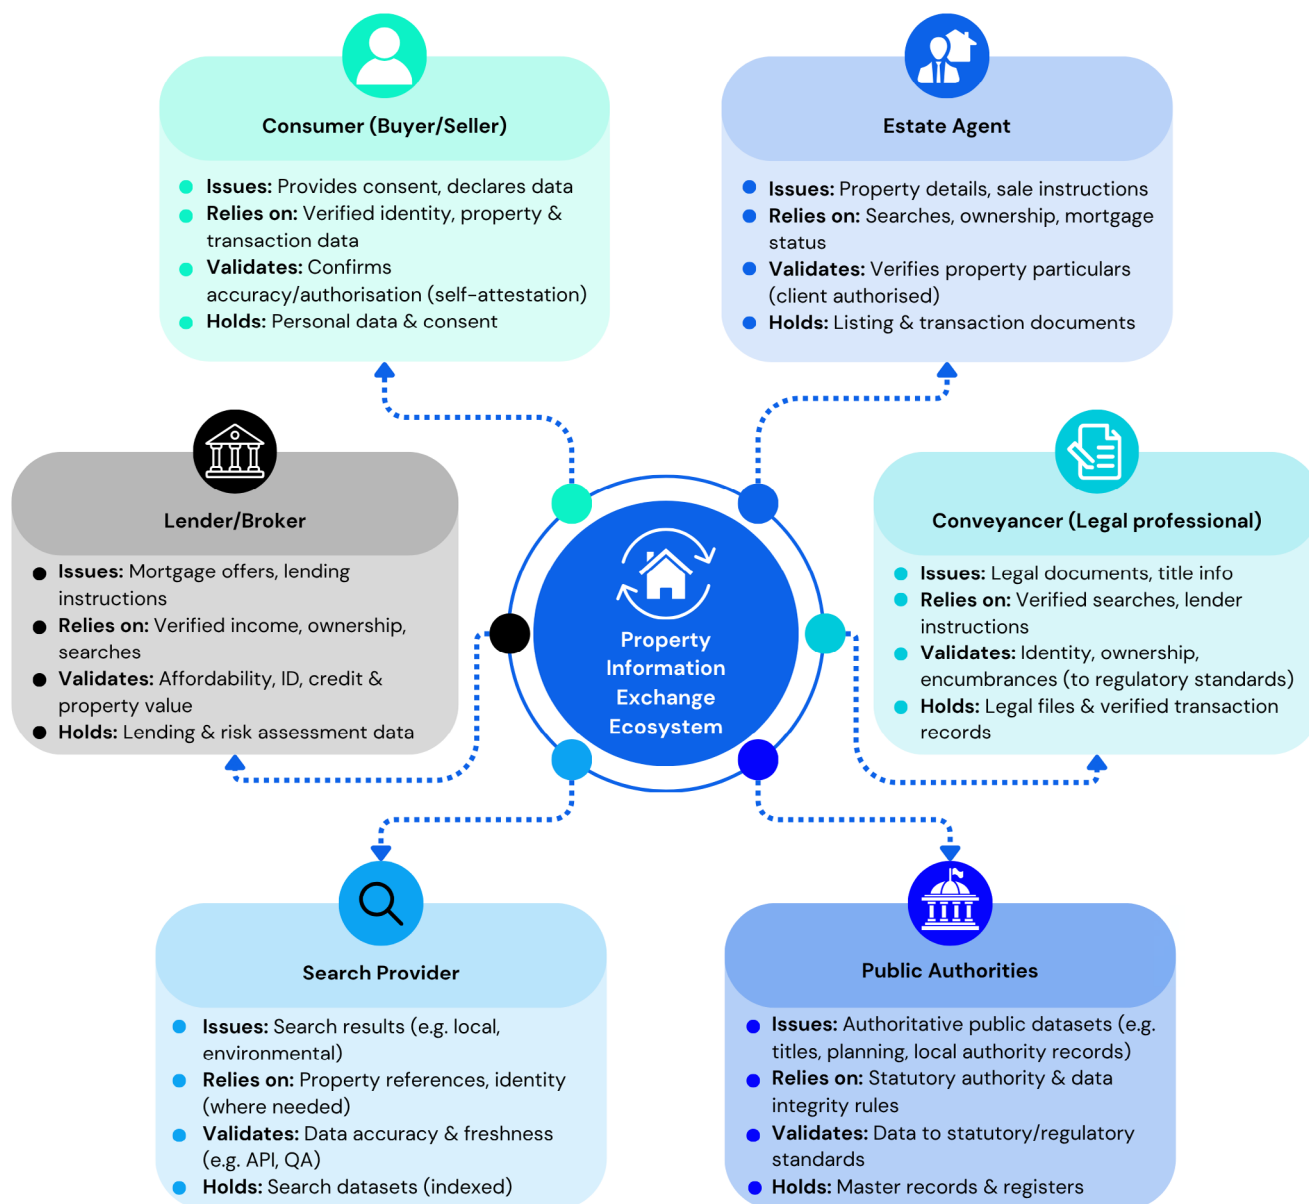 Consumer (Buyer/Seller)
Issues: Provides consent, declares data
Relies on: Verified identity, property &
transaction data
Validates: Confirms
accuracy/authorisation (self-attestation)
Holds: Personal data & consent
Estate Agent
Issues: Property details, sale instructions
Relies on: Searches, ownership, mortgage
status
Validates: Verifies property particulars
(client authorised)
Holds: Listing & transaction documents
Lender/Broker
Issues: Mortgage offers, lending
instructions
Relies on: Verified income, ownership,
searches
Validates: Affordability, ID, credit &
property value
Holds: Lending & risk assessment data
Property
Information
Exchange
Ecosystem
Conveyancer (Legal professional)
Issues: Legal documents, title info
Relies on: Verified searches, lender
instructions
Validates: Identity, ownership,
encumbrances (to regulatory standards)
Holds: Legal files & verified transaction
records
Search Provider
Issues: Search results (e.g. local,
environmental)
Relies on: Property references, identity
(where needed)
Validates: Data accuracy & freshness
(e.g. API, QA)
Holds: Search datasets (indexed)
Public Authorities
Issues: Authoritative public datasets (e.g.
titles, planning, local authority records)
Relies on: Statutory authority & data
integrity rules
Validates: Data to statutory/regulatory
standards
Holds: Master records & registers